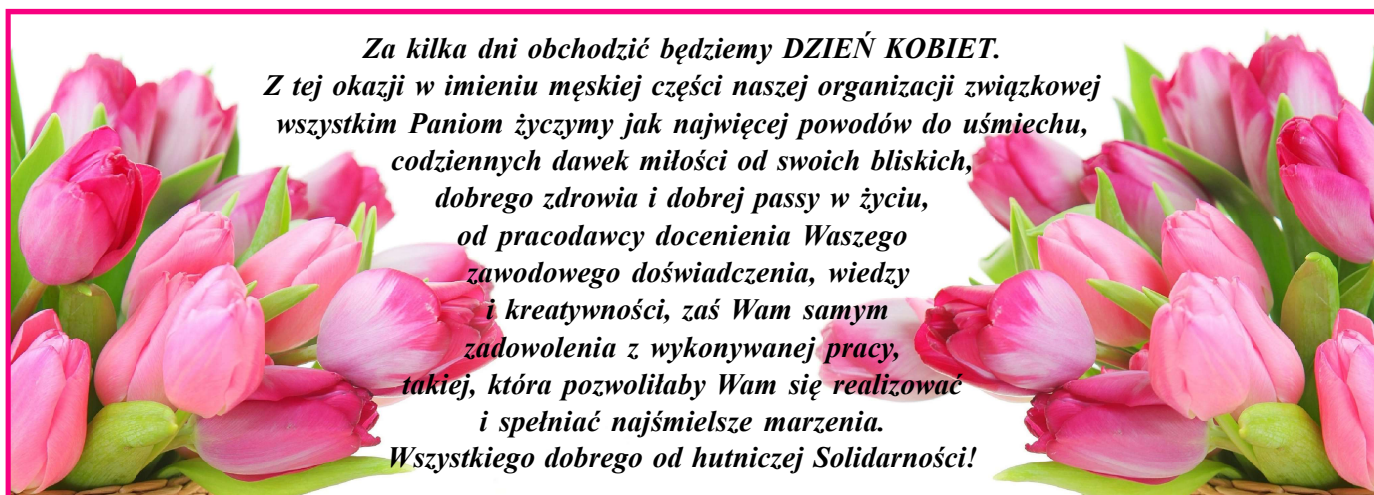 Za kilka dni obchodzić będziemy DZIEŃ KOBIET.
Z tej okazji w imieniu męskiej części naszej organizacji związkowej
wszystkim Paniom życzymy jak najwięcej powodów do uśmiechu,
codziennych dawek miłości od swoich bliskich,
dobrego zdrowia i dobrej passy w życiu,
od pracodawcy docenienia Waszego
zawodowego doświadczenia, wiedzy
i kreatywności, zaś Wam samym
zadowolenia z wykonywanej pracy,
takiej, która pozwoliłaby Wam się realizować
i spełniać najśmielsze marzenia.
Wszystkiego dobrego od hutniczej Solidarności!